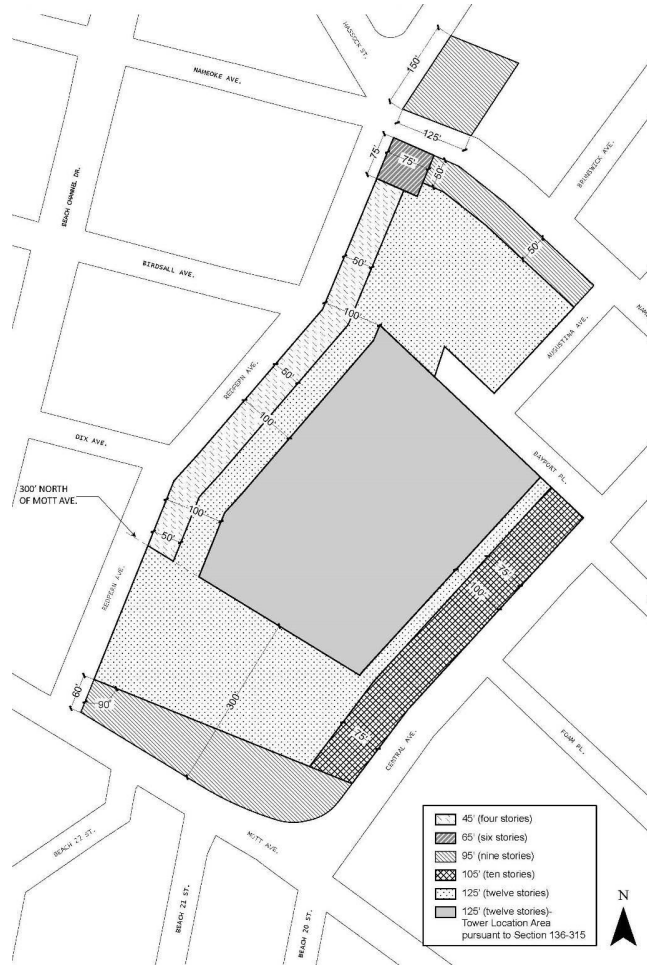 HASSOCK ST.
NAMEOKE AVE.
150'
125'
BRUNSWICK AVE.
BEACH CHANNEL DR.
75'
75'
50'
50'
BIRDSALL AVE.
50'
100'
AUGUSTINA AVE.
REDFERN AVE.
50'
100'
DIX AVE.
BAYPORT PL.
300' NORTH
OF MOTT AVE.
100'
50'
75'
100'
REDFERN AVE.
60'
90'
300'
75'
CENTRAL AVE.
FOAM PL.
MOTT AVE.
BEACH 22 ST.
BEACH 21 ST.
BEACH 20 ST.
45' (four stories)
65' (six stories)
95' (nine stories)
105' (ten stories)
125' (twelve stories)
125' (twelve stories)-
Tower Location Area
pursuant to Section 136-315
N